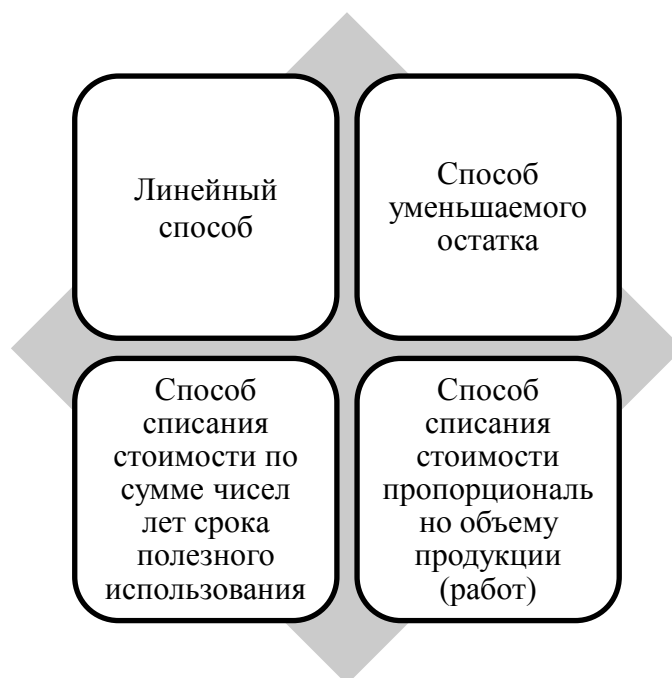 Линейный
способ
Способ
уменьшаемого
остатка
Способ
списания
стоимости по
сумме чисел
лет срока
полезного
использования
Способ
списания
стоимости
пропорциональ
но объему
продукции
(работ)